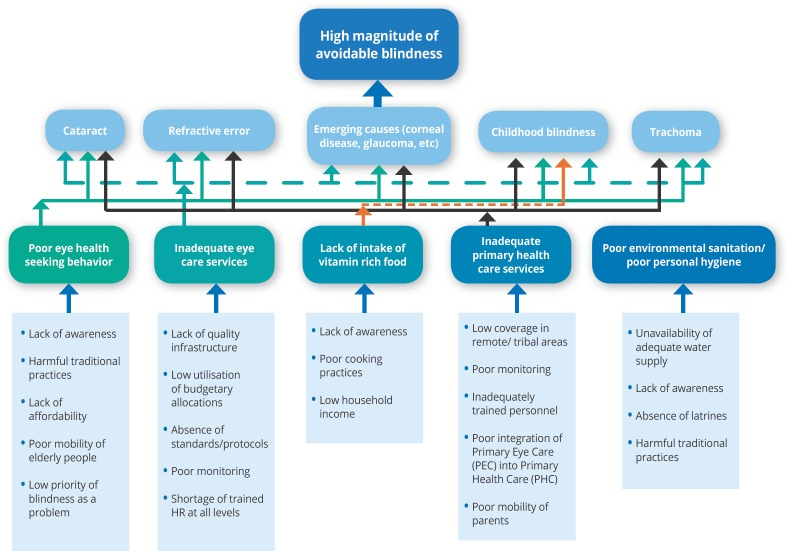 High magnitude of
avoidable blindness
Cataract
Refractive error
Emerging causes (corneal
disease, glaucoma, etc)
Childhood blindness
Trachoma
Poor eye health
seeking behavior
Inadequate eye
care services
Lack of intake of
vitamin rich food
Inadequate
primary health
care services
Poor environmental sanitation/
poor personal hygiene
• Lack of awareness
• Harmful traditional
practices
• Lack of
affordability
• Poor mobility of
elderly people
• Low priority of
blindness as a
problem
• Lack of quality
infrastructure
• Low utilisation
of budgetary
allocations
• Absence of
standards/protocols
• Poor monitoring
• Shortage of trained
HR at all levels
• Lack of awareness
• Poor cooking
practices
• Low household
income
• Low coverage in
remote/ tribal areas
• Poor monitoring
• Inadequately
trained personnel
• Poor integration of
Primary Eye Care
(PEC) into Primary
Health Care (PHC)
• Poor mobility of
parents
• Unavailability of
adequate water
supply
• Lack of awareness
• Absence of latrines
• Harmful traditional
practices